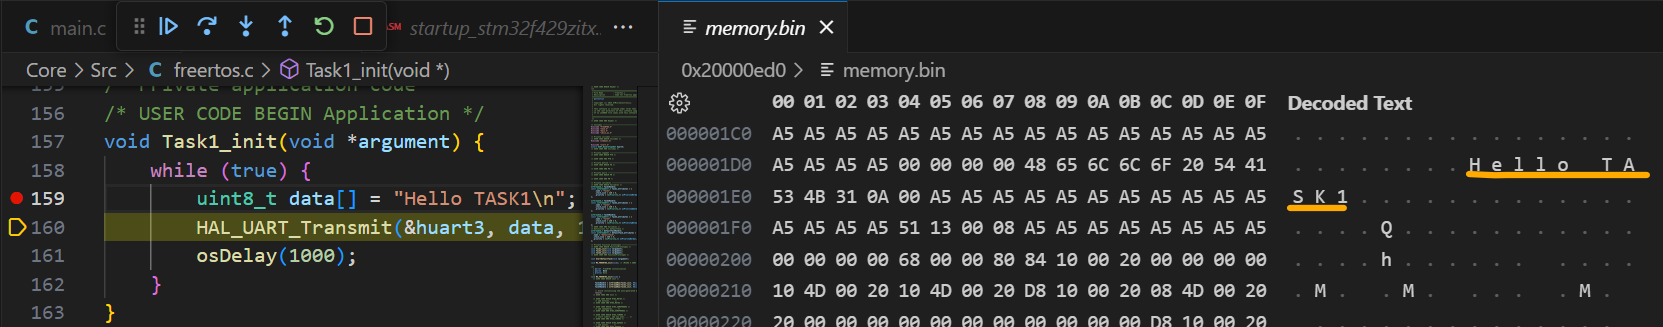 main.c
startup_stm32f429zitx.
Core > Src > C freertos.c > Task1_init(void *)
155 /* Private application code
156 /* USER CODE BEGIN Application */
157 void Task1_init(void *argument) {
158 while (true) {
159 uint8_t data[] = "Hello TASK1\n";
160 HAL_UART_Transmit(&huart3, data, 1
161 osDelay(1000);
162 }
163 }
memory.bin
0x20000ed0 > memory.bin
00 01 02 03 04 05 06 07 08 09 0A 0B 0C 0D 0E 0F Decoded Text
000001C0 A5 A5 A5 A5 A5 A5 A5 A5 A5 A5 A5 A5 A5 A5 A5 A5 . . . . . . . . . . . . . . . .
000001D0 A5 A5 A5 A5 00 00 00 00 48 65 6C 6C 6F 20 54 41 . . . . . . . . H e l l o T A
000001E0 53 4B 31 0A 00 A5 A5 A5 A5 A5 A5 A5 A5 A5 A5 A5 S K 1 . . . . . . . . . . . . .
000001F0 A5 A5 A5 A5 51 13 00 08 A5 A5 A5 A5 A5 A5 A5 A5 . . . . Q . . . . . . . . . . .
00000200 00 00 00 00 68 00 00 80 84 10 00 20 00 00 00 00 . . . . h . . . . . . . . . .
00000210 10 4D 00 20 10 4D 00 20 D8 10 00 20 08 4D 00 20 . M . . M . . . . M .
00000220 20 00 00 00 00 00 00 00 00 00 00 00 D8 10 00 20